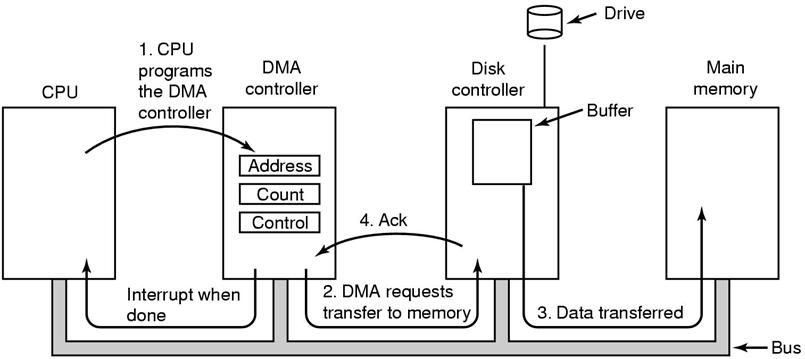 Drive
1. CPU
programs
the DMA
controller
CPU
DMA
controller
Disk
controller
Main
memory
Buffer
Address
Count
Control
4. Ack
Interrupt when
done
2. DMA requests
transfer to memory
3. Data transferred
Bus